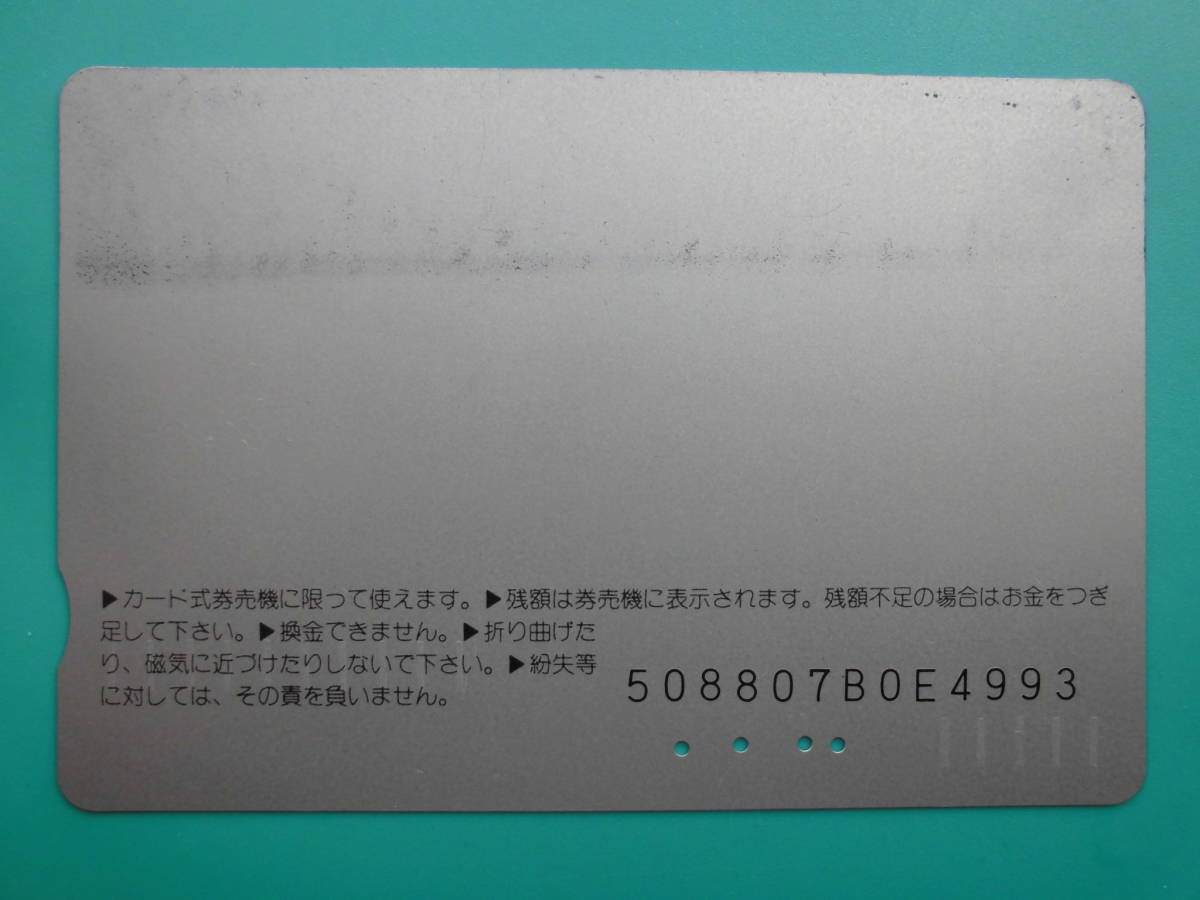 ▶カード式券売機に限って使えます。▶残額は券売機に表示されます。残額不足の場合はお金をつぎ
足して下さい。▶換金できません。▶折り曲げた
り、磁気に近づけたりしないで下さい。▶紛失等
に対しては、その責を負いません。
508807B0E4993